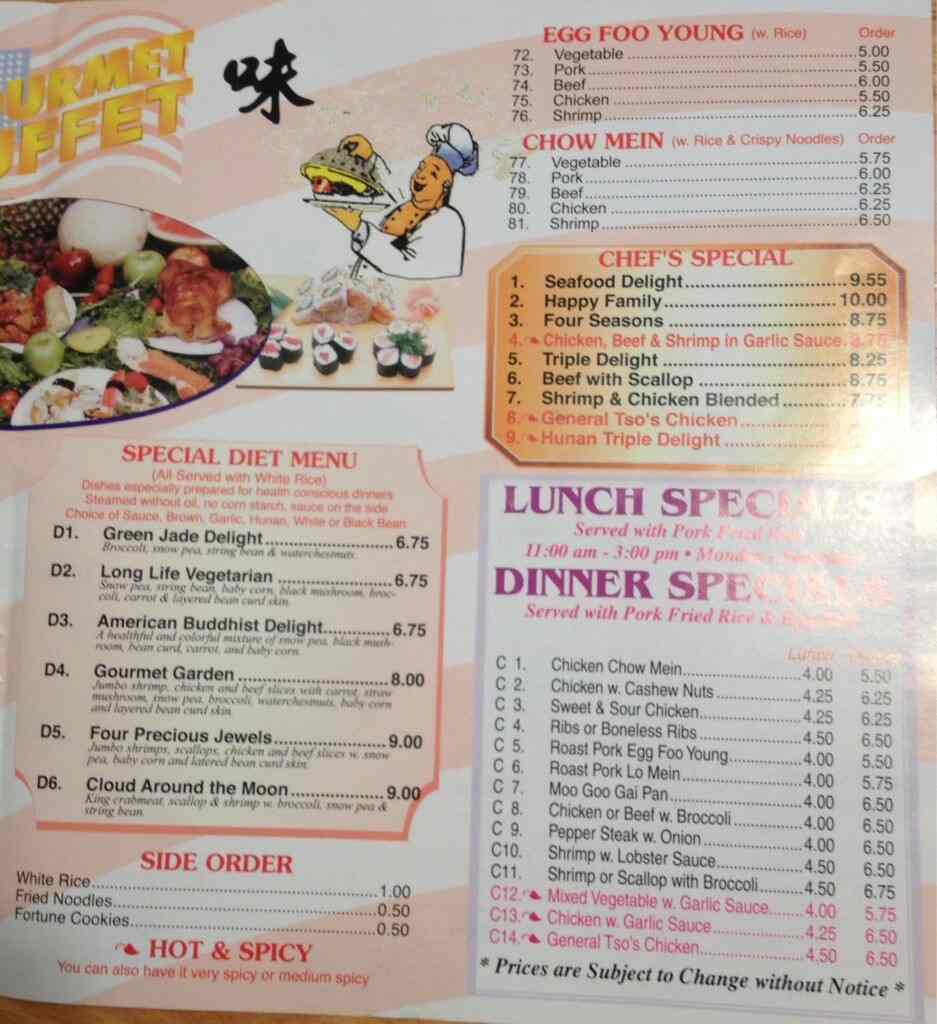 URMET
UFFET
味
EGG FOO YOUNG (w. Rice) Order
72. Vegetable 5.00
73. Pork 5.50
74. Beef 6.00
75. Chicken 5.50
76. Shrimp 6.25
CHOW MEIN (w. Rice & Crispy Noodles) Order
77. Vegetable 5.75
78. Pork 6.00
79. Beef 6.25
80. Chicken 6.25
81. Shrimp 6.50
CHEF'S SPECIAL
1. Seafood Delight 9.55
2. Happy Family 10.00
3. Four Seasons 8.75
4. Chicken, Beef & Shrimp in Garlic Sauce 8.75
5. Triple Delight 8.25
6. Beef with Scallop 8.75
7. Shrimp & Chicken Blended 7.75
8. General Tso's Chicken
9. Hunan Triple Delight
SPECIAL DIET MENU
(All Served with White Rice)
Dishes especially prepared for health conscious dinners
Steamed without oil, no corn starch, sauce on the side
Choice of Sauce, Brown, Garlic, Hunan, White or Black Bean
D1. Green Jade Delight 6.75
Broccoli, snow pea, string bean & waterchestnuts.
D2. Long Life Vegetarian 6.75
Snow pea, string bean, baby corn, black mushroom, broc-
coli, carrot & layered bean curd skin.
D3. American Buddhist Delight 6.75
A healthful and colorful mixture of snow pea, black mush-
room, bean curd, carrot, and baby corn.
D4. Gourmet Garden 8.00
Jumbo shrimp, chicken and beef slices with carrot, straw
mushroom, snow pea, broccoli, waterchestnuts, baby corn
and layered bean curd skin.
D5. Four Precious Jewels 9.00
Jumbo shrimps, scallops, chicken and beef slices w. snow
pea, baby corn and latered bean curd skin.
D6. Cloud Around the Moon 9.00
King crabmeat, scallop & shrimp w. broccoli, snow pea &
string bean.
SIDE ORDER
White Rice 1.00
Fried Noodles 0.50
Fortune Cookies 0.50
HOT & SPICY
You can also have it very spicy or medium spicy
LUNCH
Served with Pork Fried
11:00 am - 3:00 pm •
DINNER
Served with Pork Fried Rice &
Lunch
C 1. Chicken Chow Mein 4.00 5.50
C 2. Chicken w. Cashew Nuts 4.25 6.25
C 3. Sweet & Sour Chicken 4.25 6.25
C 4. Ribs or Boneless Ribs 4.50 6.50
C 5. Roast Pork Egg Foo Young 4.00 5.50
C 6. Roast Pork Lo Mein 4.00 5.75
C 7. Moo Goo Gai Pan 4.00 6.50
C 8. Chicken or Beef w. Broccoli 4.00 6.50
C 9. Pepper Steak w. Onion 4.00 6.50
C10. Shrimp w. Lobster Sauce 4.50 6.50
C11. Shrimp or Scallop with Broccoli 4.50 6.75
C12. Mixed Vegetable w. Garlic Sauce 4.00 5.75
C13. Chicken w. Garlic Sauce 4.25 6.50
C14. General Tso's Chicken 4.50 6.50
* Prices are Subject to Change without Notice *